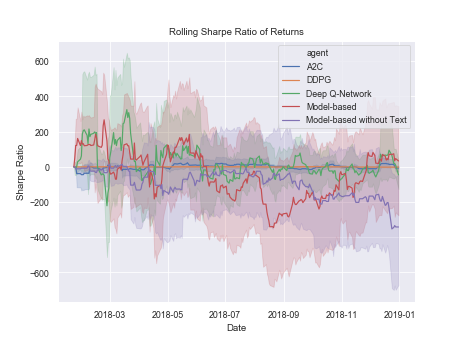 Rolling Sharpe Ratio of Returns
agent
A2C
DDPG
Deep Q-Network
Model-based
Model-based without Text
600
400
200
0
−200
−400
−600
Sharpe Ratio
2018-03
2018-05
2018-07
2018-09
2018-11
2019-01
Date